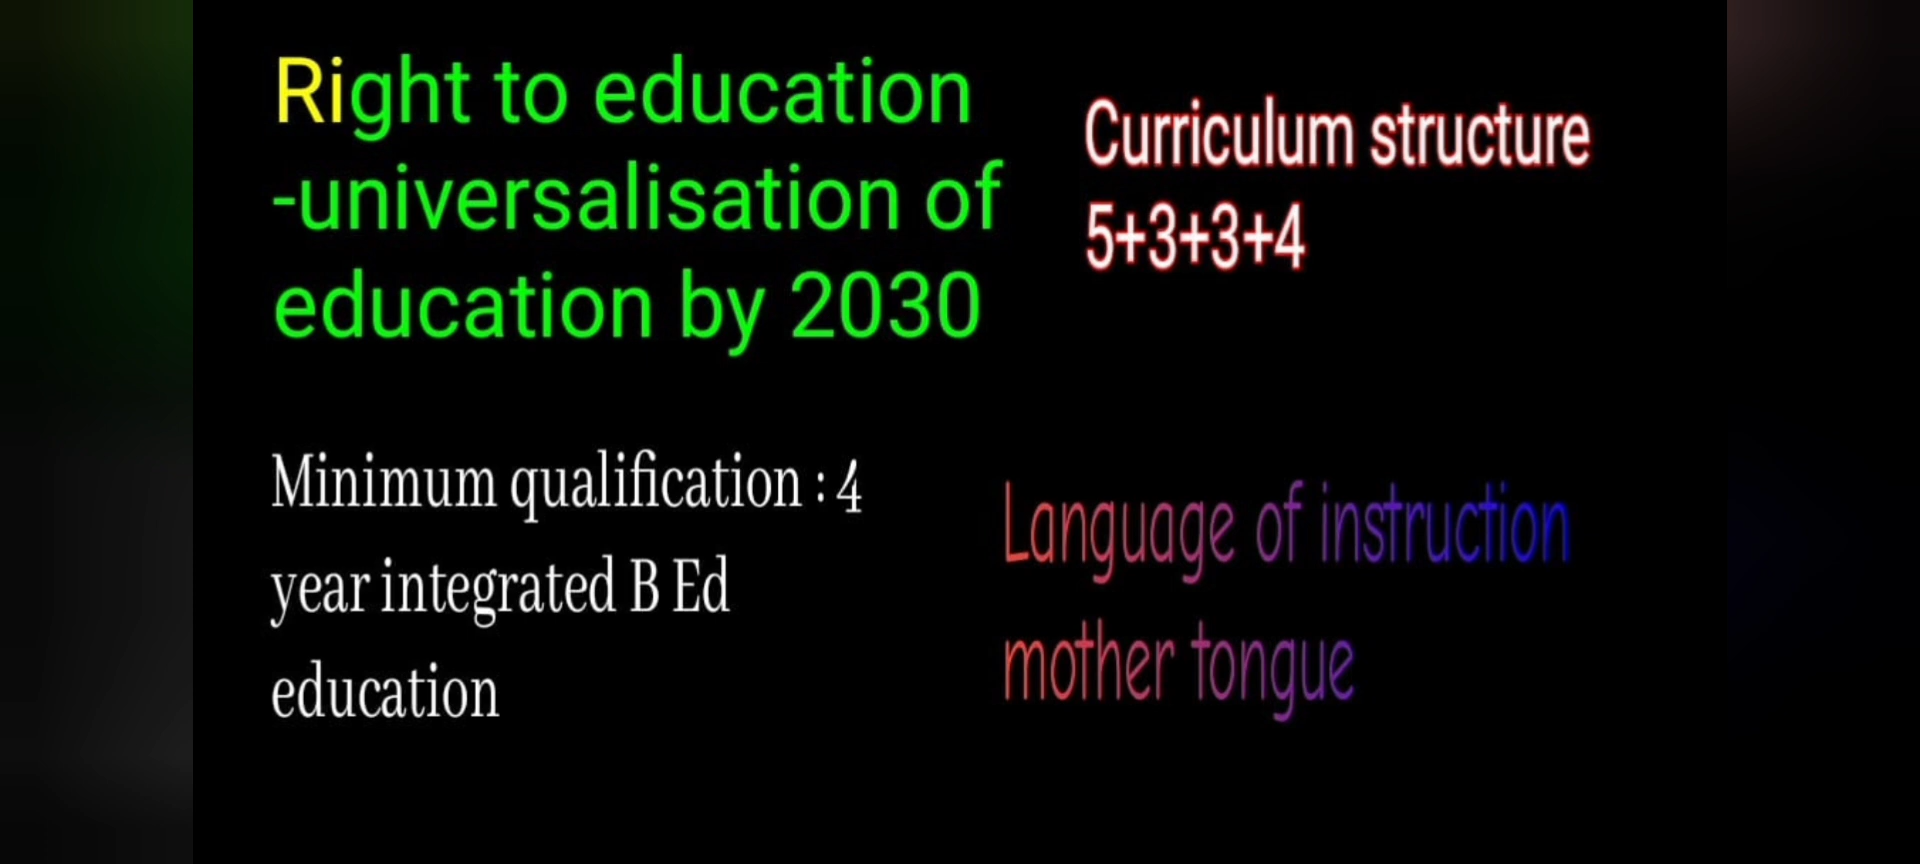 Right to education
-universalisation of
education by 2030
Curriculum structure
5+3+3+4
Minimum qualification : 4
year integrated B Ed
education
Language of instruction
mother tongue